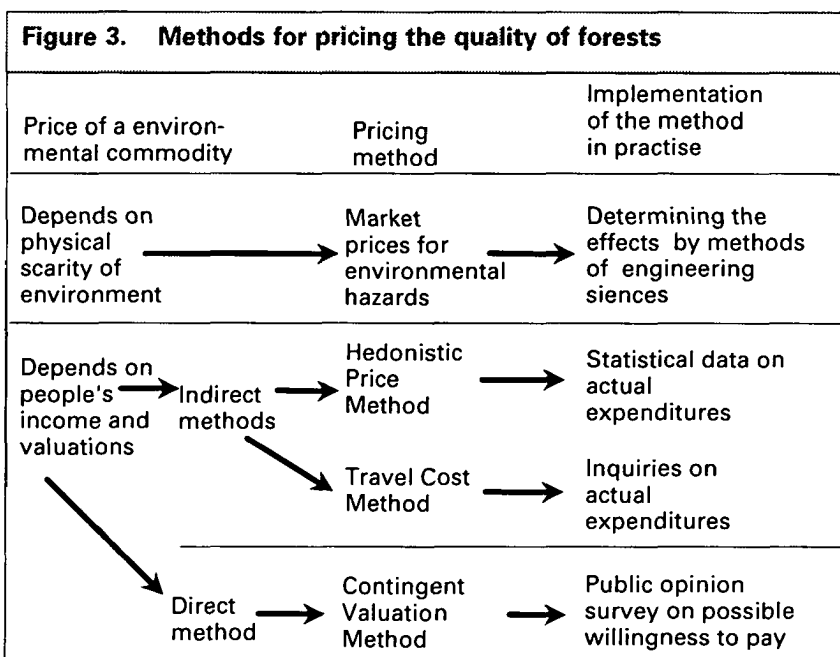 Figure 3. Methods for pricing the quality of forests
Price of a environ-
mental commodity
Pricing
method
Implementation
of the method
in practise
Depends on
physical
scarity of
environment
Market
prices for
environmental
hazards
Determining the
effects by methods
of engineering
siences
Depends on
people's
income and
valuations
Indirect
methods
Hedonistic
Price
Method
Statistical data on
actual
expenditures
Travel Cost
Method
Inquiries on
actual
expenditures
Direct
method
Contingent
Valuation
Method
Public opinion
survey on possible
willingness to pay